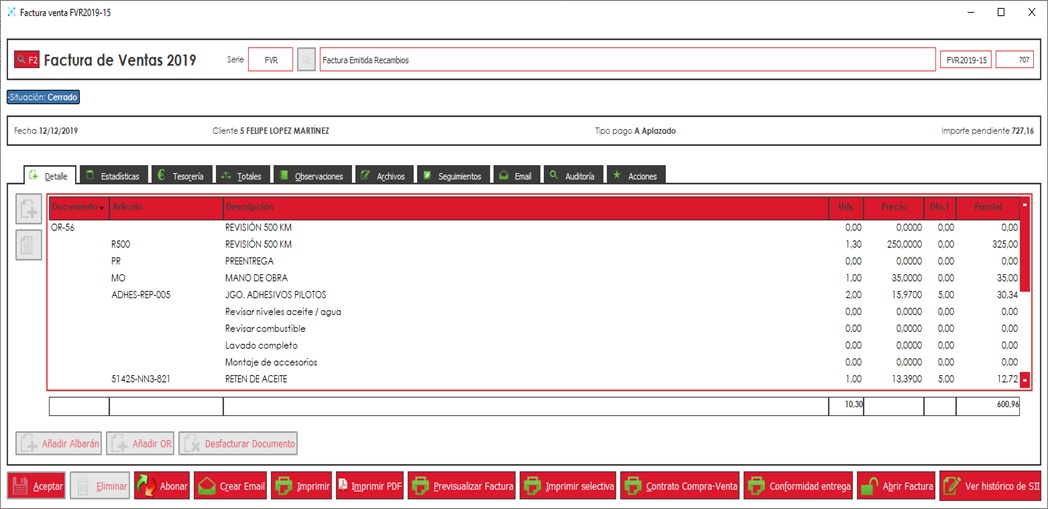 Factura venta FVR2019-15
F2 Factura de Ventas 2019 Serie FVR Factura Emitida Recambios FVR2019-15 707
-Situación: Cerrado
Fecha 12/12/2019 Cliente 5 FELIPE LOPEZ MARTÍNEZ Tipo pago A Aplazado Importe pendiente 727,16
Detalle Estadísticas Tesorería Totales Observaciones Archivos Seguimientos Email Auditoría Acciones
Documento Artículo Descripción Uds. Precio Dto.1 Parcial
OR-56 REVISIÓN 500 KM 0,00 0,0000 0,00 0,00
R500 REVISIÓN 500 KM 1,30 250,0000 0,00 325,00
PR PREENTREGA 0,00 0,0000 0,00 0,00
MO MANO DE OBRA 1,00 35,0000 0,00 35,00
ADHES-REP-005 JGO. ADHESIVOS PILOTOS 2,00 15,9700 5,00 30,34
Revisar niveles aceite / agua 0,00 0,0000 0,00 0,00
Revisar combustible 0,00 0,0000 0,00 0,00
Lavado completo 0,00 0,0000 0,00 0,00
Montaje de accesorios 0,00 0,0000 0,00 0,00
51425-NN3-821 RETEN DE ACEITE 1,00 13,3900 5,00 12,72
10,30 600,96
Añadir Albarán Añadir OR Desfacturar Documento
Aceptar Eliminar Abonar Crear Email Imprimir Imprimir PDF Previsualizar Factura Imprimir selectiva Contrato Compra-Venta Conformidad entrega Abrir Factura Ver histórico de SII